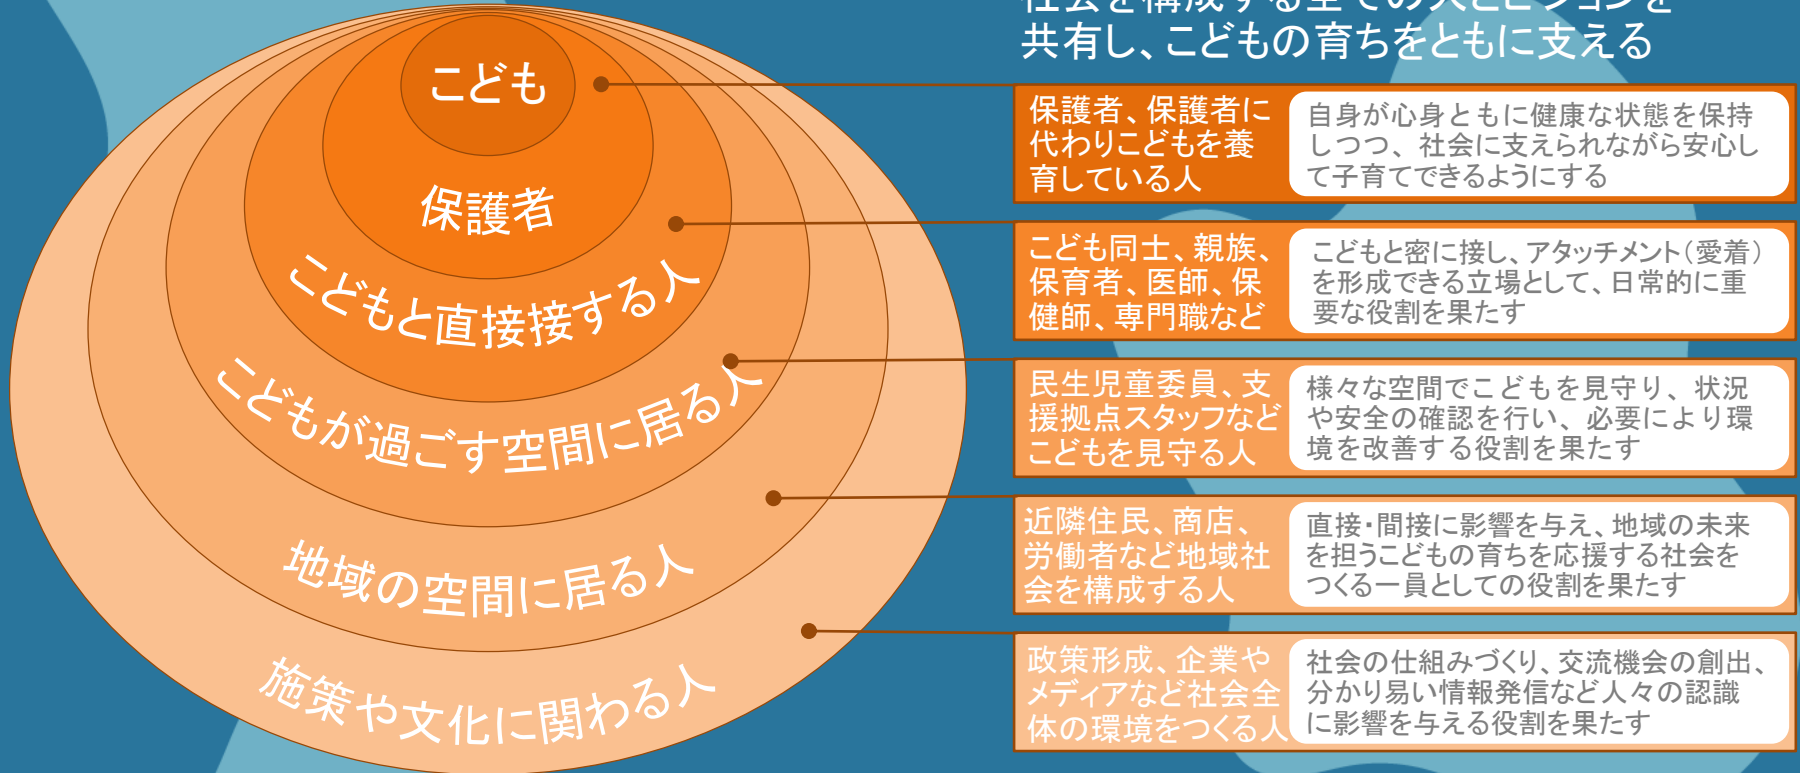 社会を構成する全ての人とビジョンを
共有し、こどもの育ちをともに支える
こども
保護者
こどもと直接接する人
こどもが過ごす空間に居る人
地域の空間に居る人
施策や文化に関わる人
保護者、保護者に
代わりこどもを養
育している人
自身が心身ともに健康な状態を保持
しつつ、社会に支えられながら安心し
て子育てできるようにする
こども同士、親族、
保育者、医師、保
健師、専門職など
こどもと密に接し、アタッチメント（愛着）
を形成できる立場として、日常的に重
要な役割を果たす
民生児童委員、支
援拠点スタッフなど
こどもを見守る人
様々な空間でこどもを見守り、状況
や安全の確認を行い、必要により環
境を改善する役割を果たす
近隣住民、商店、
労働者など地域社
会を構成する人
直接・間接に影響を与え、地域の未来
を担うこどもの育ちを応援する社会を
つくる一員としての役割を果たす
政策形成、企業や
メディアなど社会全
体の環境をつくる人
社会の仕組みづくり、交流機会の創出、
分かり易い情報発信など人々の認識
に影響を与える役割を果たす